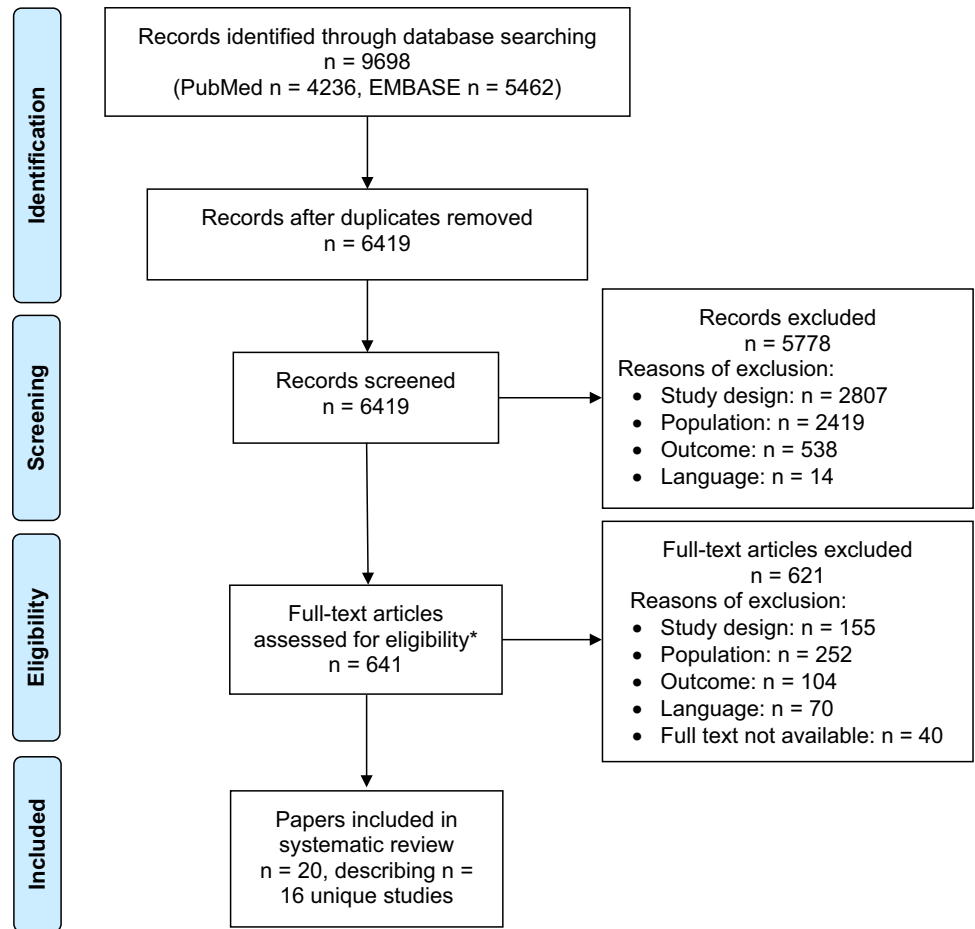 Identification
Records identified through database searching
n = 9698
(PubMed n = 4236, EMBASE n = 5462)
Records after duplicates removed
n = 6419
Screening
Records screened
n = 6419
Records excluded
n = 5778
Reasons of exclusion:
• Study design: n = 2807
• Population: n = 2419
• Outcome: n = 538
• Language: n = 14
Eligibility
Full-text articles
assessed for eligibility*
n = 641
Full-text articles excluded
n = 621
Reasons of exclusion:
• Study design: n = 155
• Population: n = 252
• Outcome: n = 104
• Language: n = 70
• Full text not available: n = 40
Included
Papers included in
systematic review
n = 20, describing n =
16 unique studies